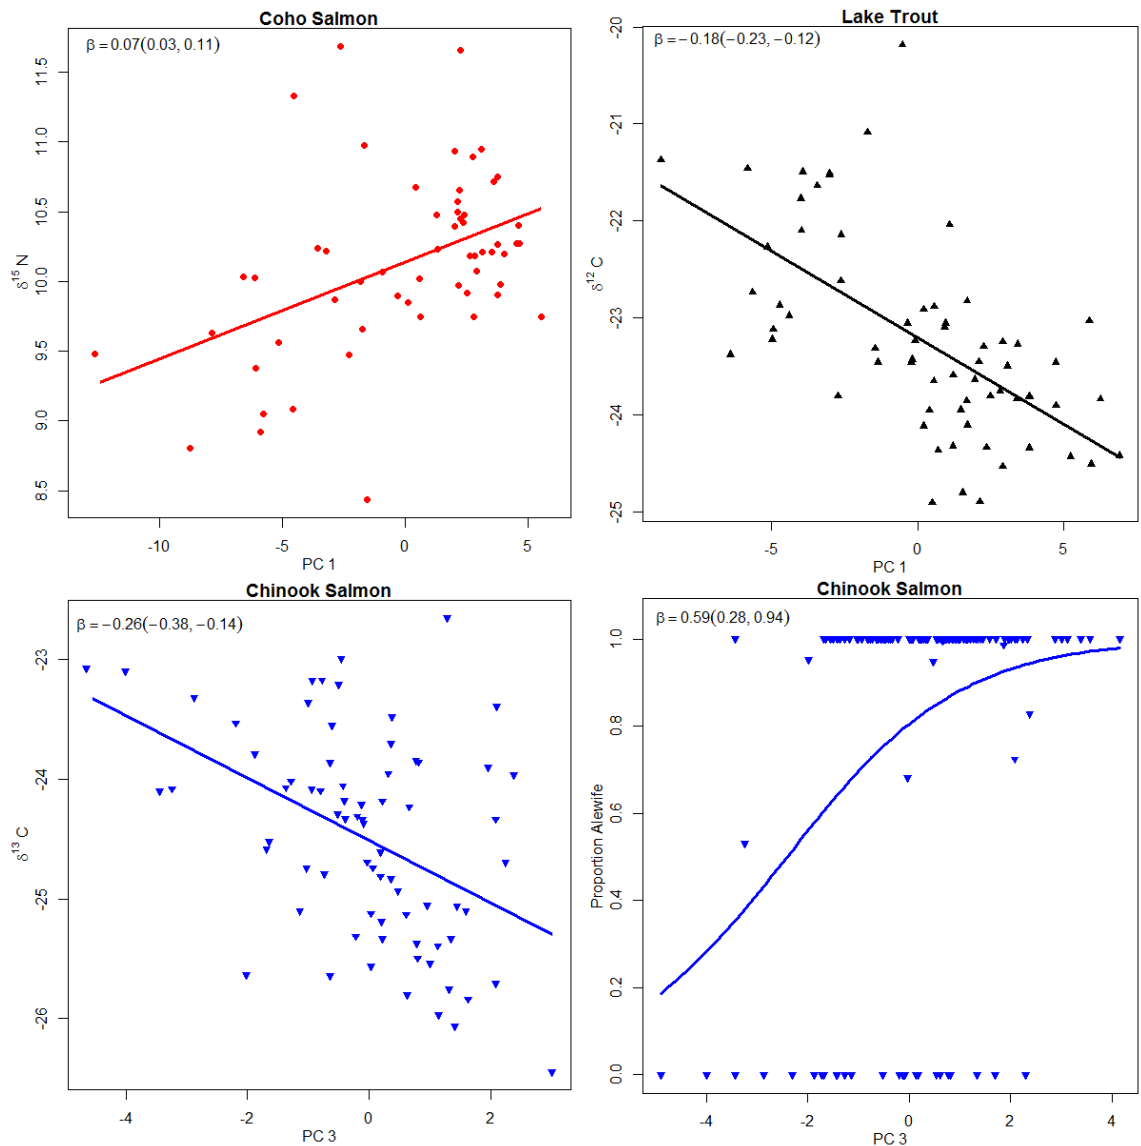 Coho Salmon
β = 0.07(0.03, 0.11)
11.5
11.0
10.5
10.0
9.5
9.0
8.5
δ¹⁵ N
-10 -5 0 5
PC 1
Lake Trout
β = −0.18(−0.23, −0.12)
-20
-21
-22
-23
-24
-25
δ¹² C
-5 0 5
PC 1
Chinook Salmon
β = −0.26(−0.38, −0.14)
-23
-24
-25
-26
δ¹³ C
-4 -2 0 2
PC 3
Chinook Salmon
β = 0.59(0.28, 0.94)
1.0
0.8
0.6
0.4
0.2
0.0
Proportion Alewife
-4 -2 0 2 4
PC 3